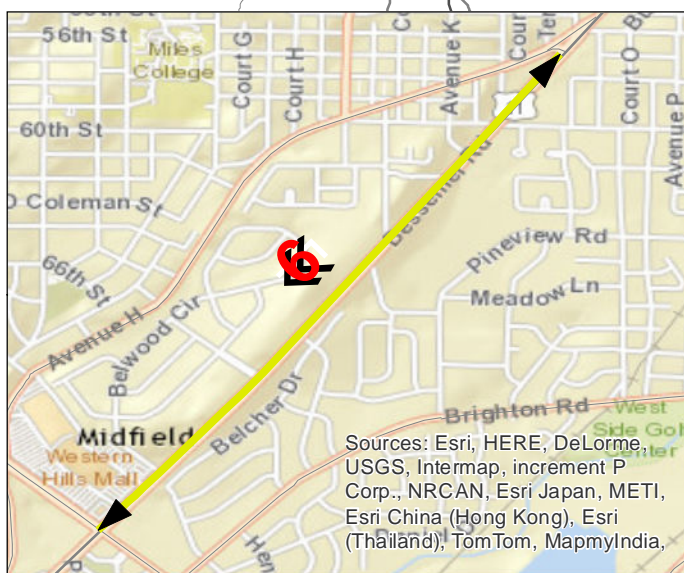 56th St
Miles
College
Court G
Court H
Avenue K
Court O
Avenue P
60th St
D Coleman St
66th St
Avenue H
Belwood Cir
6
Bessemer Rd
Pineview Rd
Meadow Ln
Midfield
Western
Hills Mall
Belcher Dr
Brighton Rd
West
Side Golf
Center
Sources: Esri, HERE, DeLorme,
USGS, Intermap, increment P
Corp., NRCAN, Esri Japan, METI,
Esri China (Hong Kong), Esri
(Thailand), TomTom, MapmyIndia,